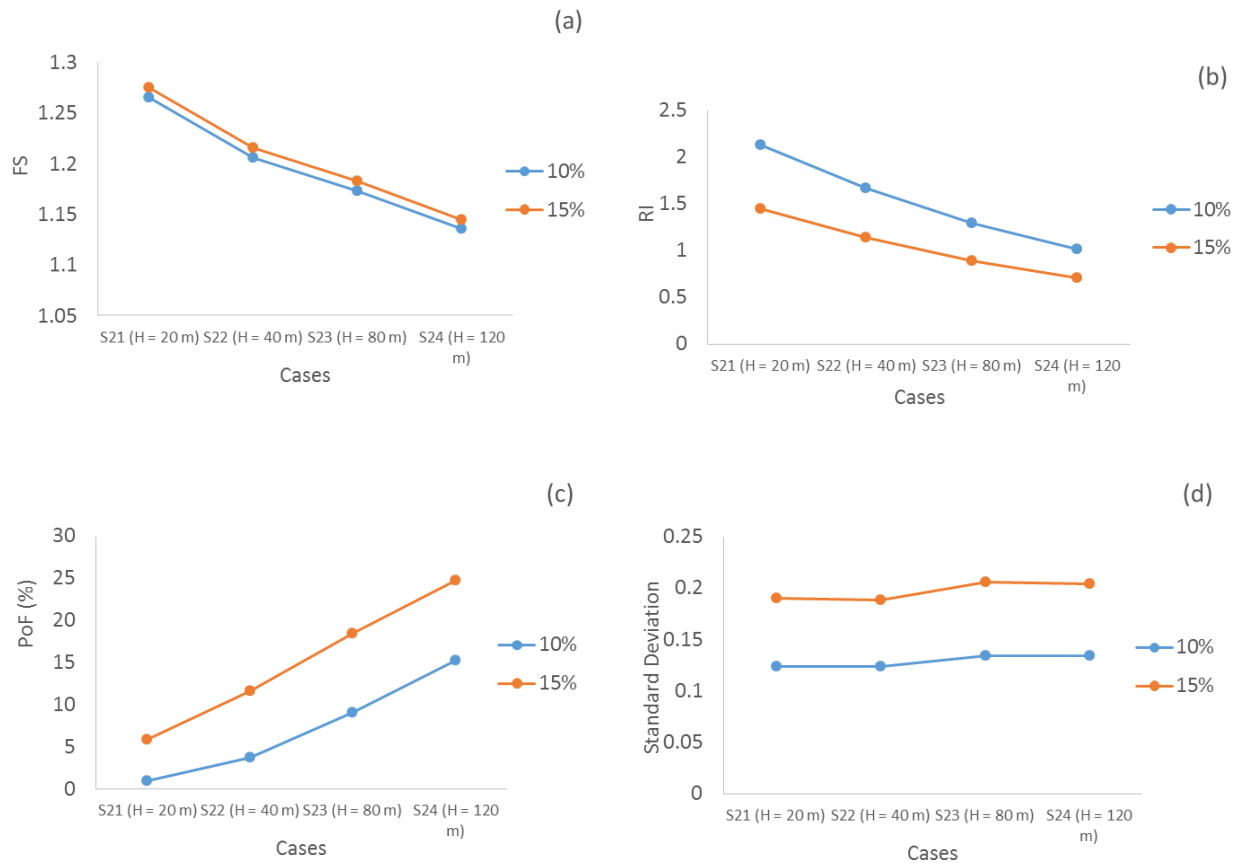 (a)
1.3
1.25
1.2
1.15
1.1
1.05
FS
S21 (H = 20 m) S22 (H = 40 m) S23 (H = 80 m) S24 (H = 120
m)
Cases
10%
15%
(b)
2.5
2
1.5
1
0.5
0
RI
S21 (H = 20 m) S22 (H = 40 m) S23 (H = 80 m) S24 (H = 120
m)
Cases
10%
15%
(c)
30
25
20
15
10
5
0
PoF (%)
S21 (H = 20 m) S22 (H = 40 m) S23 (H = 80 m) S24 (H = 120
m)
Cases
10%
15%
(d)
0.25
0.2
0.15
0.1
0.05
0
Standard Deviation
S21 (H = 20 m) S22 (H = 40 m) S23 (H = 80 m) S24 (H = 120
m)
Cases
10%
15%